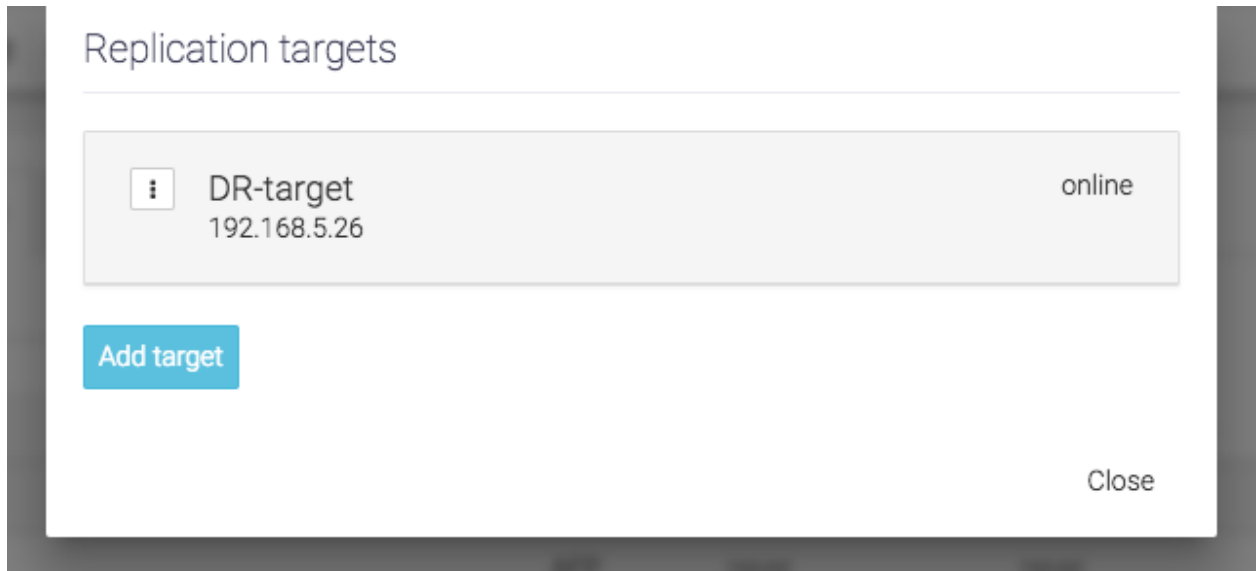 Replication targets
DR-target
online
192.168.5.26
Add target
Close